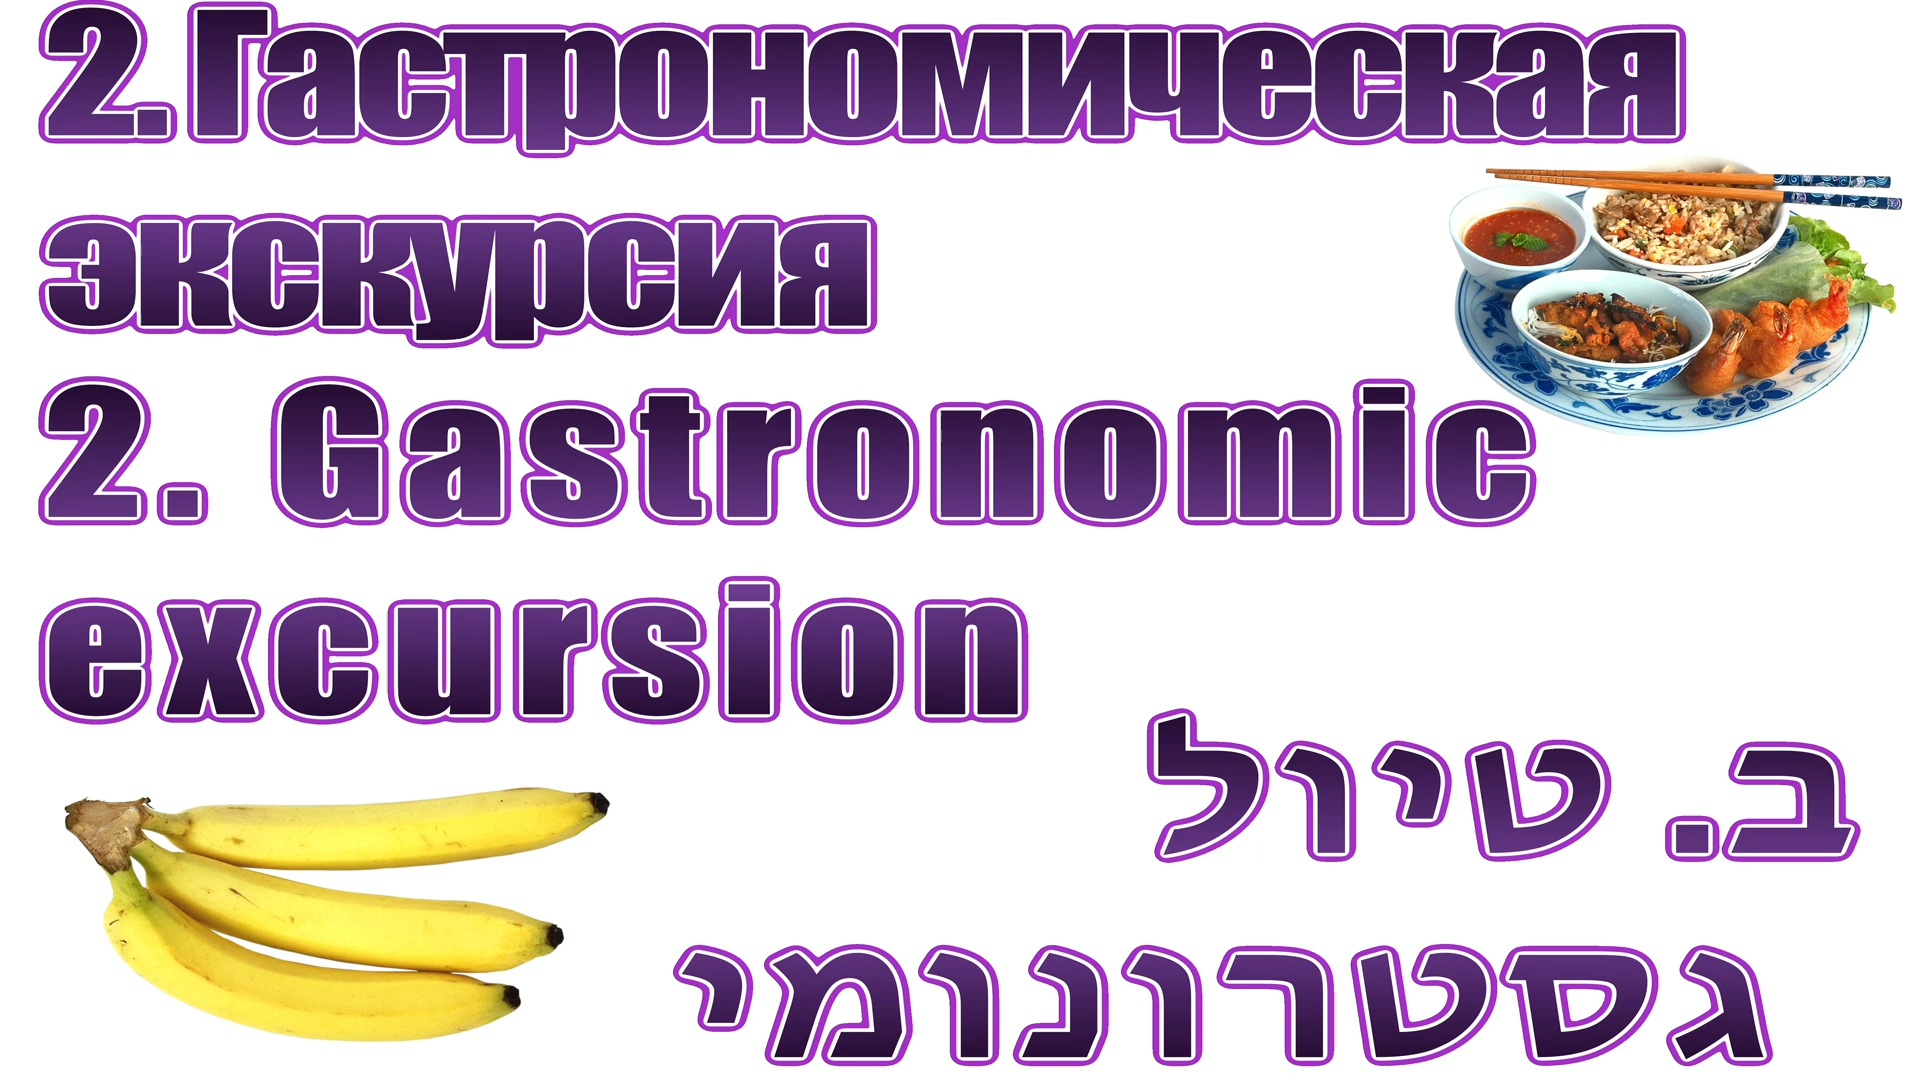 2. Гастрономическая
экскурсия
2. Gastronomic
excursion
ב. טיול
גסטרונומי